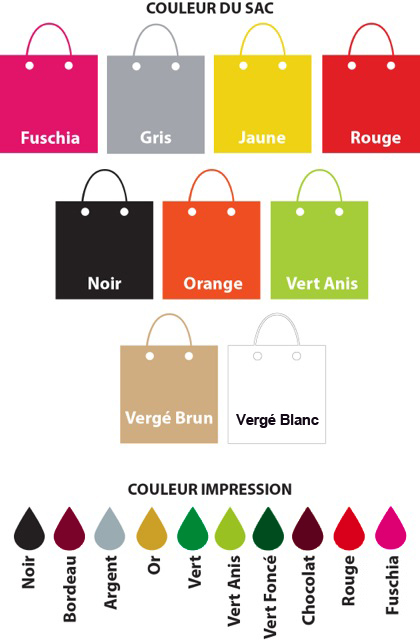 COULEUR DU SAC
Fuschia
Gris
Jaune
Rouge
Noir
Orange
Vert Anis
Vergé Brun
Vergé Blanc
COULEUR IMPRESSION
Noir
Bordeau
Argent
Or
Vert
Vert Anis
Vert Foncé
Chocolat
Rouge
Fuschia